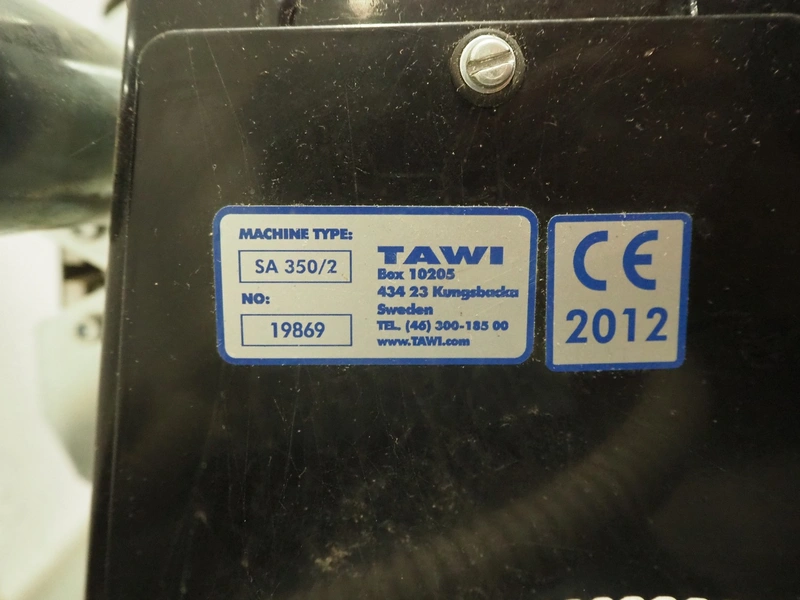 MACHINE TYPE:
SA 350/2
NO:
19869
TAWI
Box 10205
434 23 Kungsbacka
Sweden
TEL. (46) 300-185 00
www.TAWI.com
CE
2012